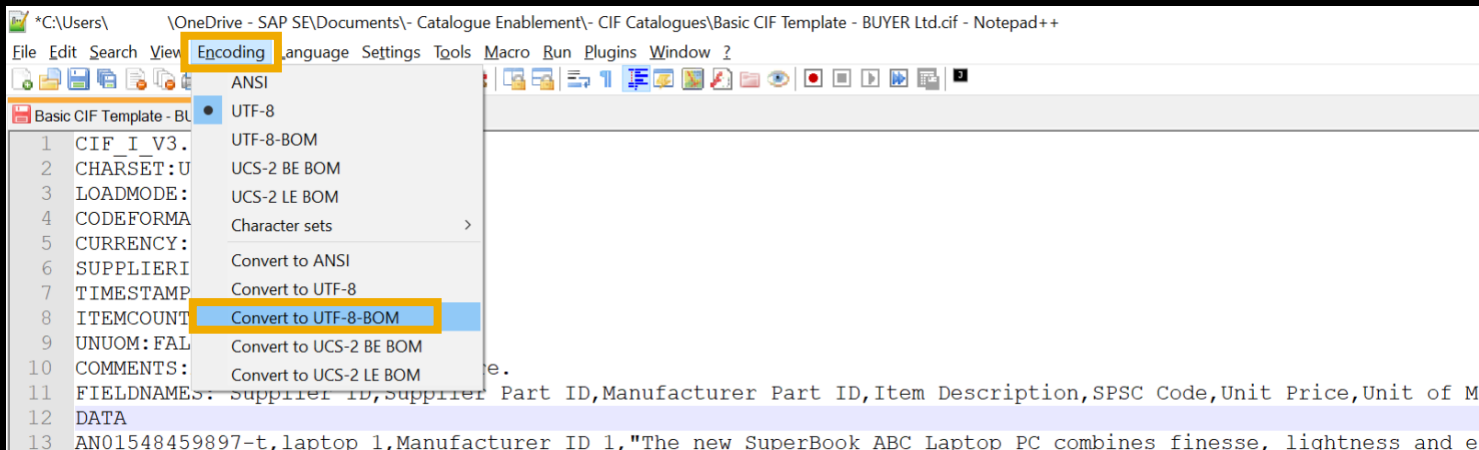 *C:\Users\ \OneDrive - SAP SE\Documents\- Catalogue Enablement\- CIF Catalogues\Basic CIF Template - BUYER Ltd.cif - Notepad++
File Edit Search View Encoding Language Settings Tools Macro Run Plugins Window ?
Basic CIF Template - BU
ANSI
UTF-8
UTF-8-BOM
UCS-2 BE BOM
UCS-2 LE BOM
Character sets
Convert to ANSI
Convert to UTF-8
Convert to UTF-8-BOM
Convert to UCS-2 BE BOM
Convert to UCS-2 LE BOM
1 CIF_I_V3.
2 CHARSET:U
3 LOADMODE:
4 CODEFORMA
5 CURRENCY:
6 SUPPLIERI
7 TIMESTAMP
8 ITEMCOUNT
9 UNUOM:FAL
10 COMMENTS: e.
11 FIELDNAMES: Supplier ID,Supplier Part ID,Manufacturer Part ID,Item Description,SPSC Code,Unit Price,Unit of M
12 DATA
13 AN01548459897-t,laptop 1,Manufacturer ID 1,"The new SuperBook ABC Laptop PC combines finesse, lightness and e